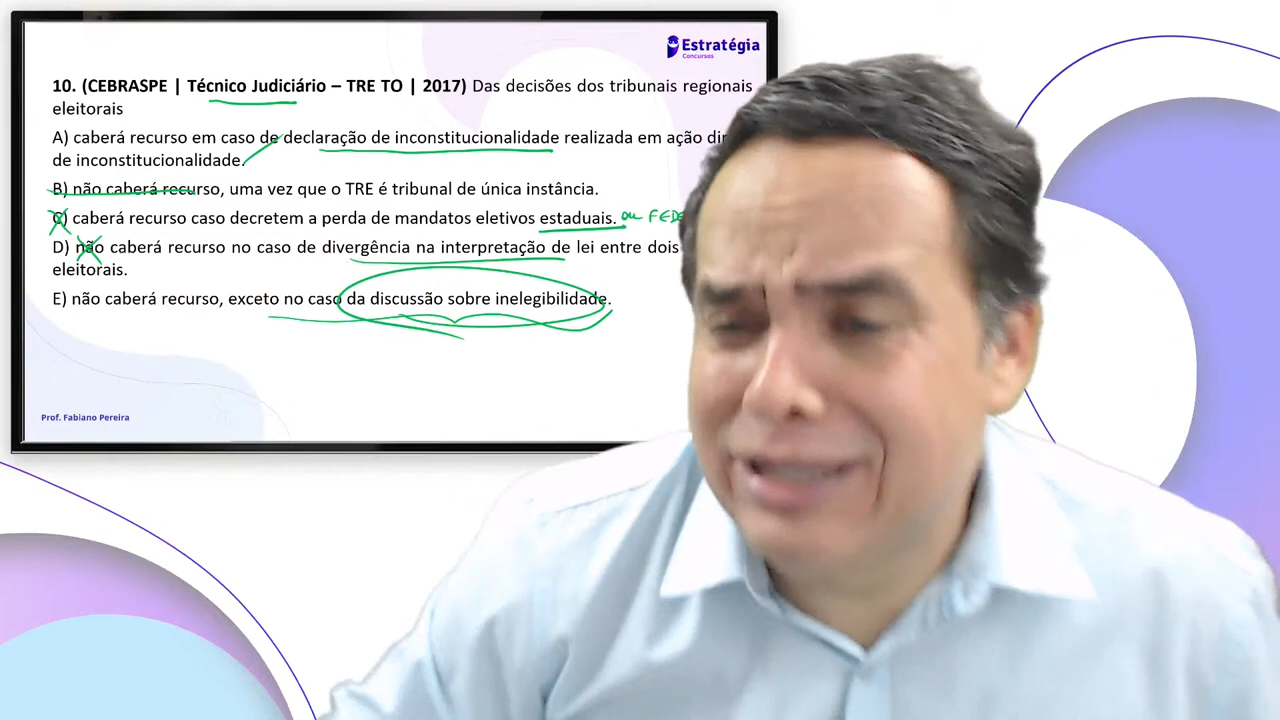 Estratégia
Concursos
10. (CEBRASPE | Técnico Judiciário – TRE TO | 2017) Das decisões dos tribunais regionais
eleitorais
A) caberá recurso em caso de declaração de inconstitucionalidade realizada em ação
de inconstitucionalidade.
B) não caberá recurso, uma vez que o TRE é tribunal de única instância.
C) caberá recurso caso decretem a perda de mandatos eletivos estaduais. ou
D) não caberá recurso no caso de divergência na interpretação de lei entre dois
eleitorais.
E) não caberá recurso, exceto no caso da discussão sobre inelegibilidade.
Prof. Fabiano Pereira